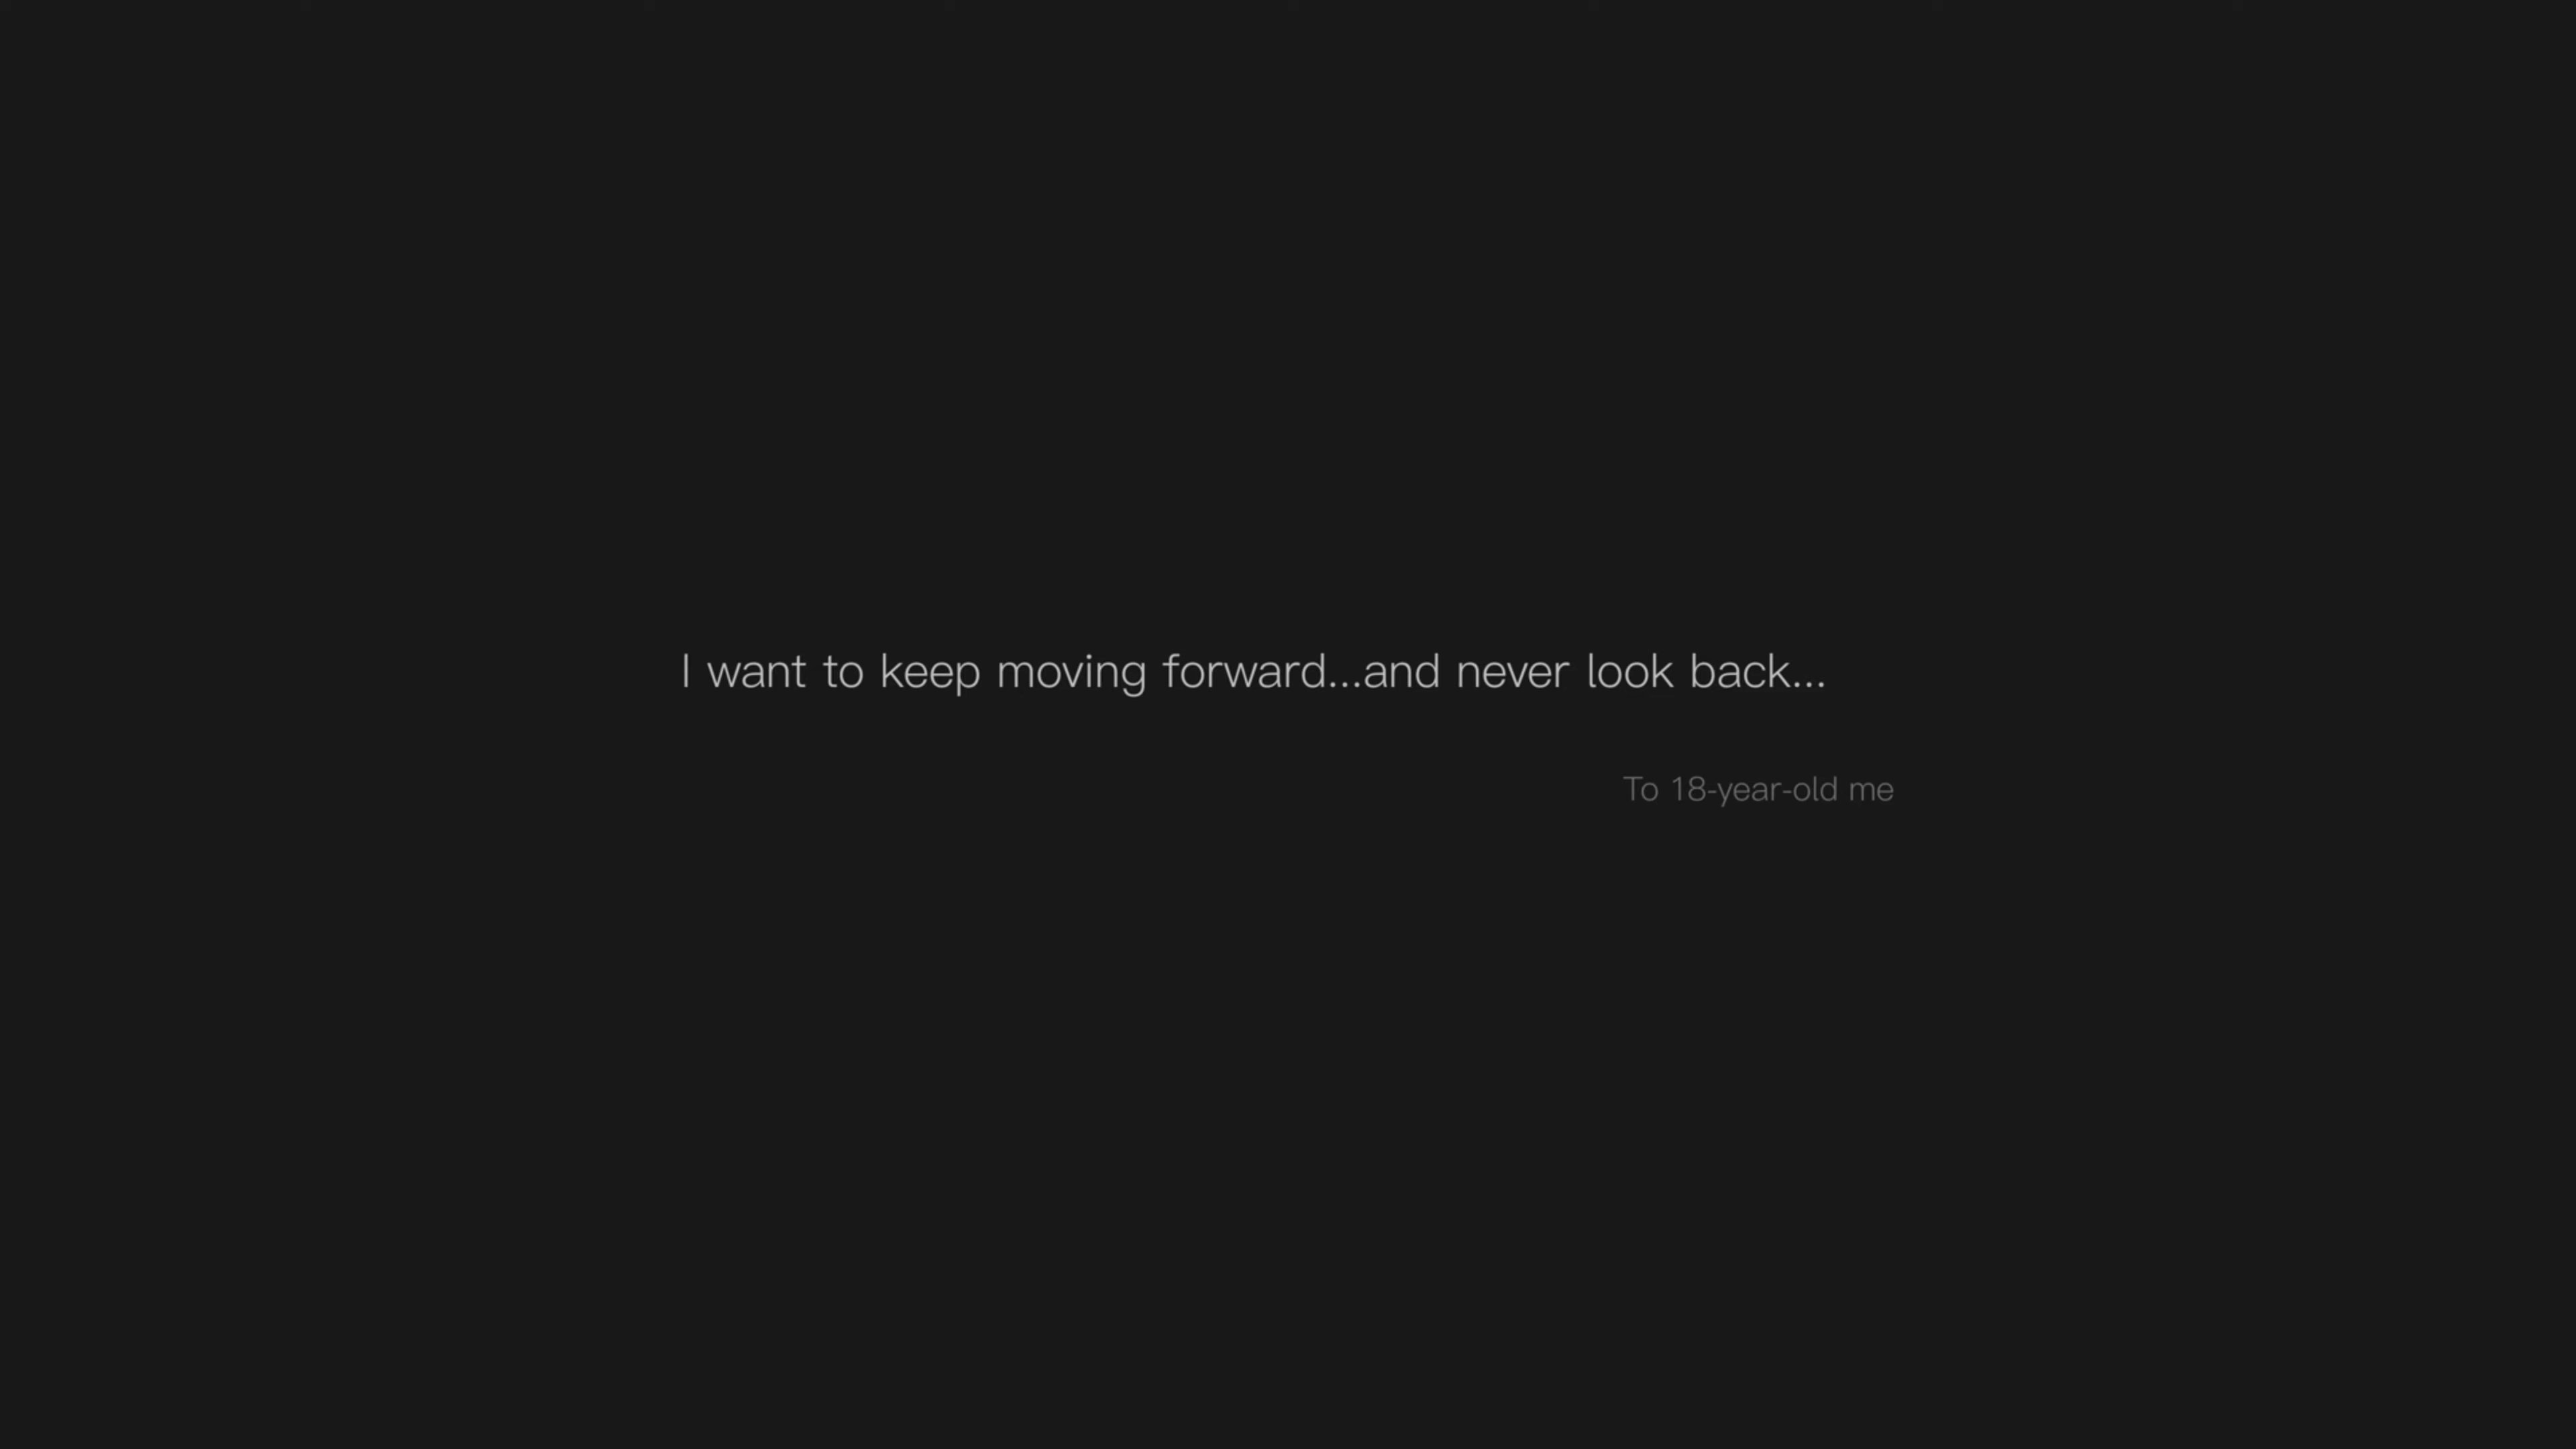 I want to keep moving forward...and never look back...
To 18-year-old me